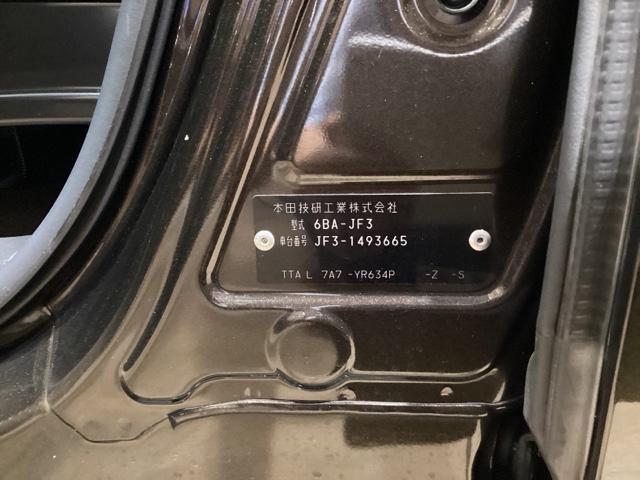 本田技研工業株式会社
型式 6BA-JF3
車台番号 JF3-1493665
TTA L 7A7 -YR634P -Z -S